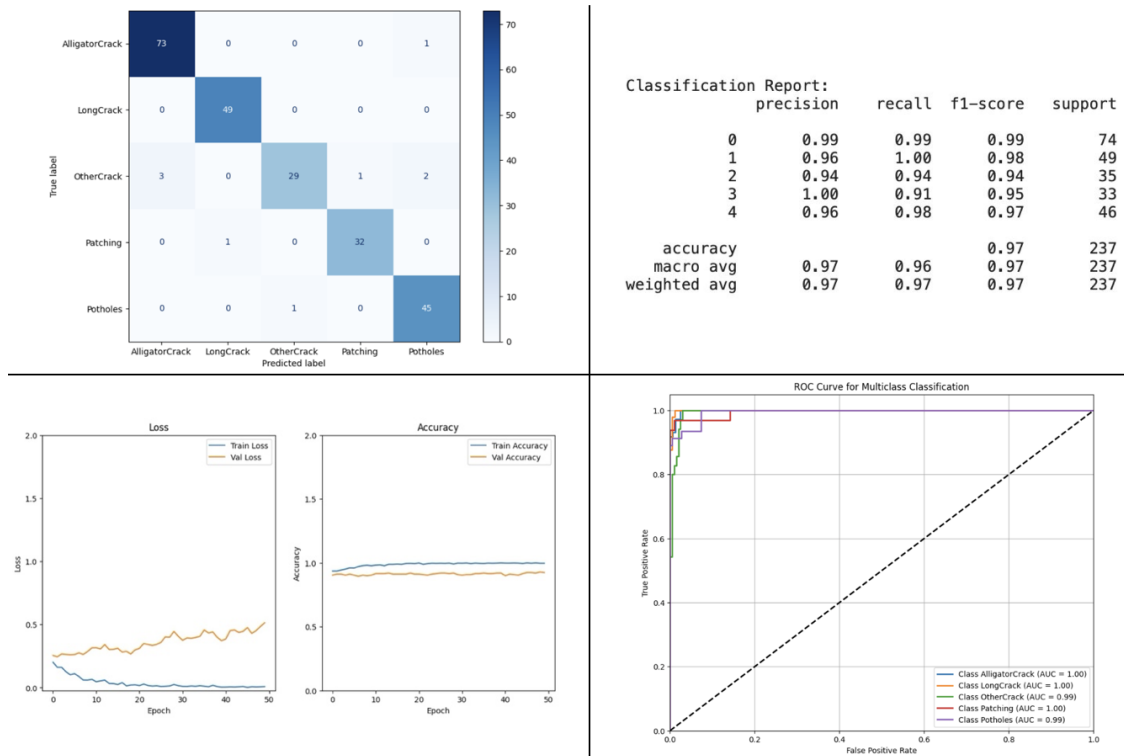 AlligatorCrack 73 0 0 0 1
LongCrack 0 49 0 0 0
OtherCrack 3 0 29 1 2
Patching 0 1 0 32 0
Potholes 0 0 1 0 45
True label
AlligatorCrack LongCrack OtherCrack Patching Potholes
Predicted label
70
60
50
40
30
20
10
0
Classification Report:
precision recall f1-score support
0 0.99 0.99 0.99 74
1 0.96 1.00 0.98 49
2 0.94 0.94 0.94 35
3 1.00 0.91 0.95 33
4 0.96 0.98 0.97 46
accuracy 0.97 237
macro avg 0.97 0.96 0.97 237
weighted avg 0.97 0.97 0.97 237
Loss
Train Loss
Val Loss
2.0
1.5
1.0
0.5
0.0
Loss
0 10 20 30 40 50
Epoch
Accuracy
Train Accuracy
Val Accuracy
2.0
1.5
1.0
0.5
0.0
Accuracy
0 10 20 30 40 50
Epoch
ROC Curve for Multiclass Classification
1.0
0.8
0.6
0.4
0.2
0.0
True Positive Rate
Class AlligatorCrack (AUC = 1.00)
Class LongCrack (AUC = 1.00)
Class OtherCrack (AUC = 0.99)
Class Patching (AUC = 1.00)
Class Potholes (AUC = 0.99)
0.0 0.2 0.4 0.6 0.8 1.0
False Positive Rate